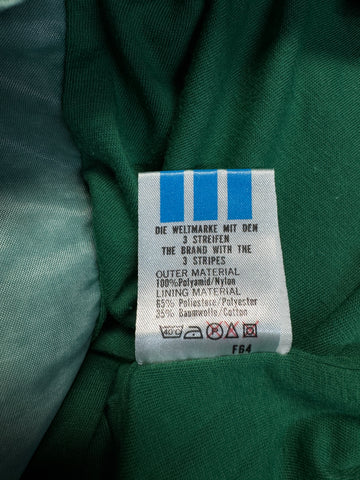 DIE WELTMARKE MIT DEN
3 STREIFEN
THE BRAND WITH THE
3 STRIPES
OUTER MATERIAL
100%Polyamid/Nylon
LINING MATERIAL
65% Poliestere/Polyester
35% Baumwolle/Cotton
F64